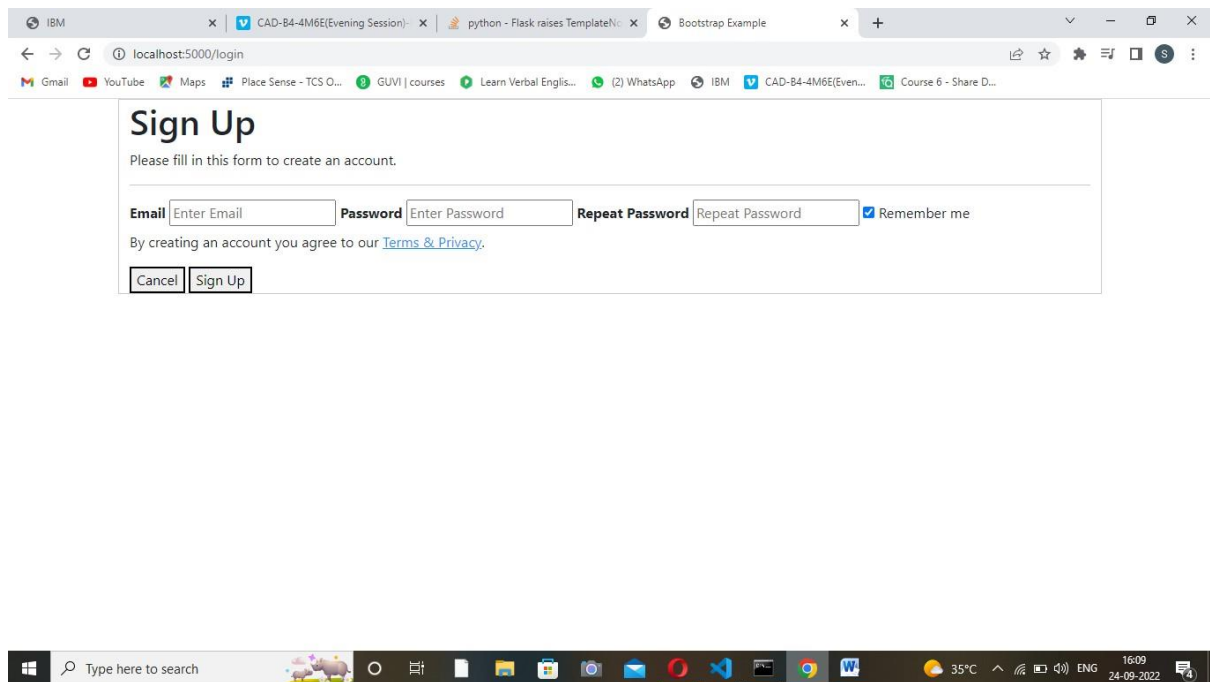 IBM
CAD-B4-4M6E(Evening Session)-
python - Flask raises TemplateNo
Bootstrap Example
localhost:5000/login
S
Gmail YouTube Maps Place Sense - TCS O... GUVI | courses Learn Verbal Englis... (2) WhatsApp IBM CAD-B4-4M6E(Even... Course 6 - Share D...
Sign Up
Please fill in this form to create an account.
Email Enter Email Password Enter Password Repeat Password Repeat Password Remember me
By creating an account you agree to our Terms & Privacy.
Cancel Sign Up
Type here to search
35°C ENG
16:09
24-09-2022
4